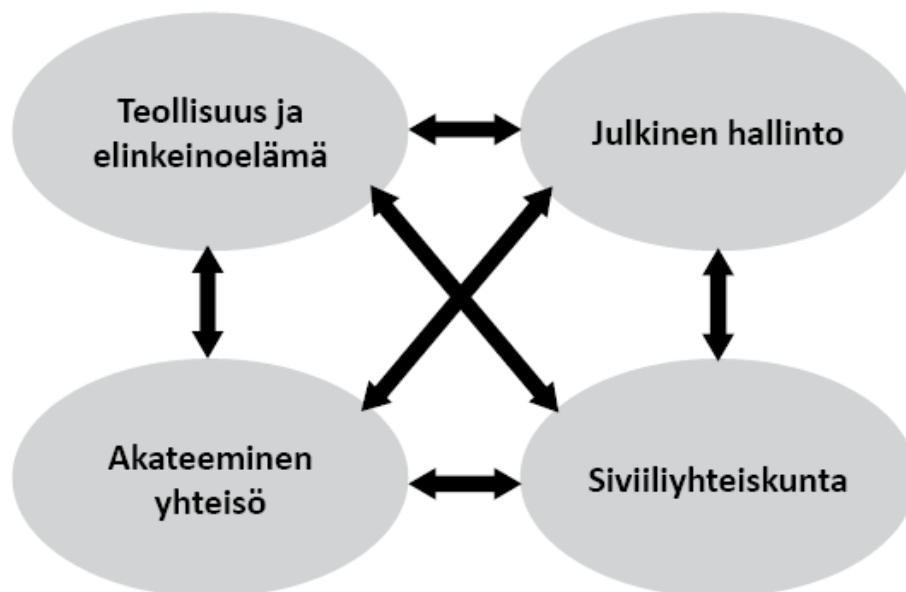 Teollisuus ja
elinkeinoelämä
Julkinen hallinto
Akateeminen
yhteisö
Siviiliyhteiskunta